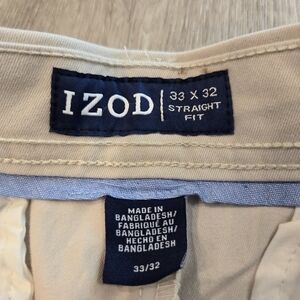 IZOD
33 X 32
STRAIGHT
FIT
MADE IN
BANGLADESH/
FABRIQUÉ AU
BANGLADESH/
HECHO EN
BANGLADESH
33/32